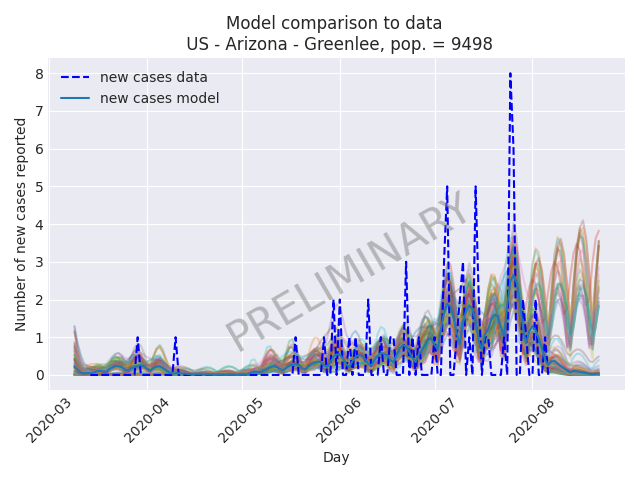 Model comparison to data
US - Arizona - Greenlee, pop. = 9498
new cases data
new cases model
PRELIMINARY
Number of new cases reported
8
7
6
5
4
3
2
1
0
2020-03
2020-04
2020-05
2020-06
2020-07
2020-08
Day